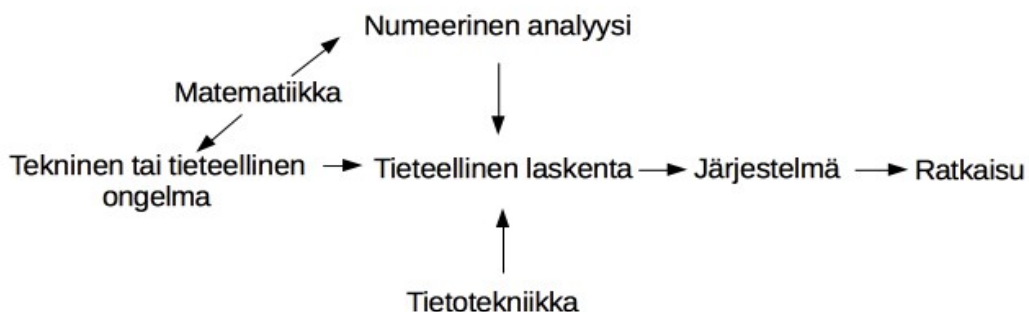 Numeerinen analyysi
Matematiikka
Tekninen tai tieteellinen
ongelma
Tieteellinen laskenta
Järjestelmä
Ratkaisu
Tietotekniikka